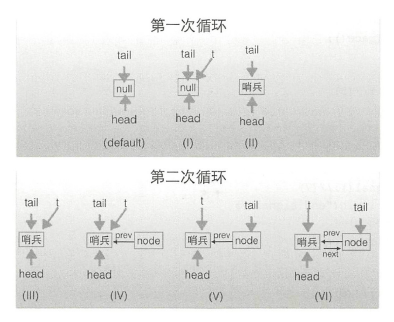 第一次循环
tail tail t tail
null null 哨兵
head head head
(default) (I) (II)
第二次循环
tail t tail t t tail t tail
哨兵 哨兵 prev node 哨兵 prev node 哨兵 prev node
next
head head head head
(III) (IV) (V) (VI)